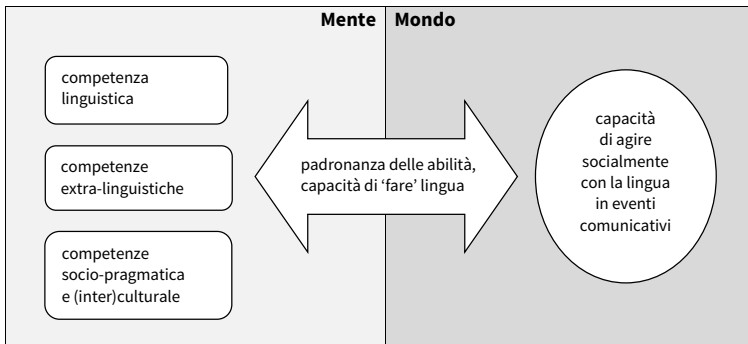 Mente
Mondo
competenza
linguistica
competenze
extra-linguistiche
competenze
socio-pragmatica
e (inter)culturale
padronanza delle abilità,
capacità di ‘fare’ lingua
capacità
di agire
socialmente
con la lingua
in eventi
comunicativi